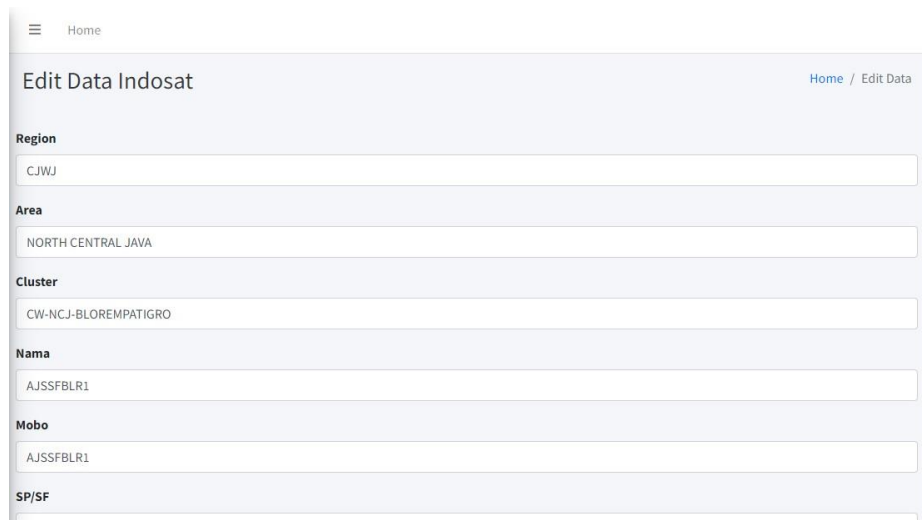 Home
Edit Data Indosat
Home / Edit Data
Region
CJWJ
Area
NORTH CENTRAL JAVA
Cluster
CW-NCJ-BLOREMPATIGRO
Nama
AJSSFBLR1
Mobo
AJSSFBLR1
SP/SF